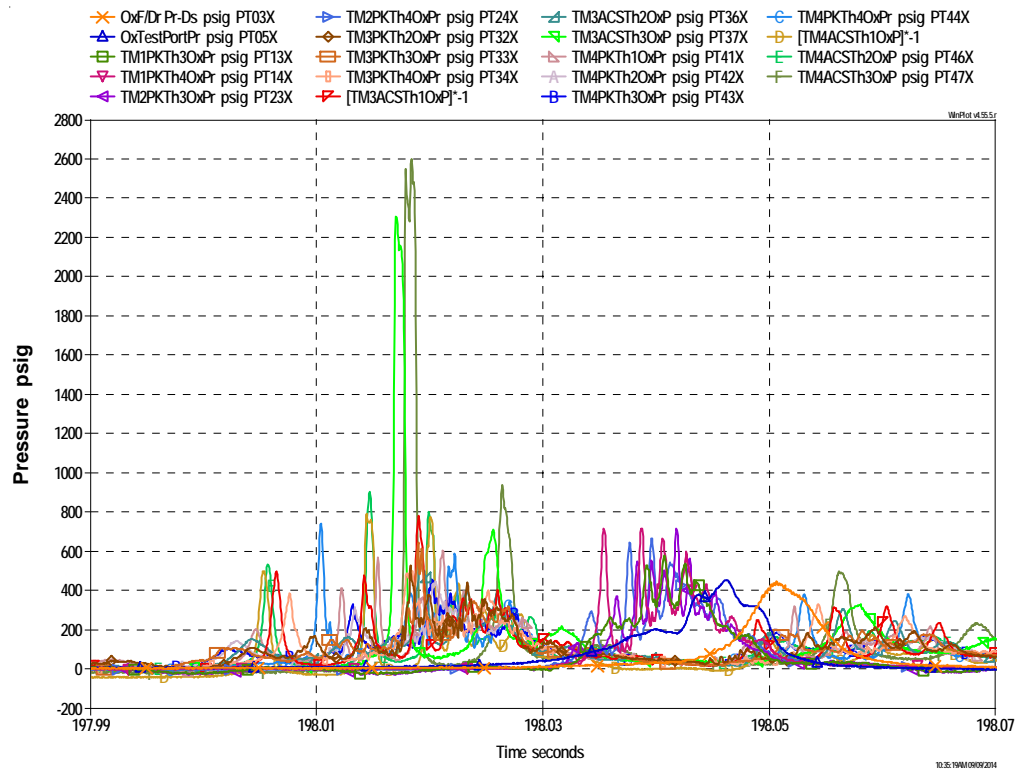 OxF/Dr Pr-Ds psig PT03X TM2PKTh4OxPr psig PT24X TM3ACSTh2OxP psig PT36X TM4PKTh4OxPr psig PT44X
OxTestPortPr psig PT05X TM3PKTh2OxPr psig PT32X TM3ACSTh3OxP psig PT37X [TM4ACSTh1OxP]*-1
TM1PKTh3OxPr psig PT13X TM3PKTh3OxPr psig PT33X TM4PKTh1OxPr psig PT41X TM4ACSTh2OxP psig PT46X
TM1PKTh4OxPr psig PT14X TM3PKTh4OxPr psig PT34X TM4PKTh2OxPr psig PT42X TM4ACSTh3OxP psig PT47X
TM2PKTh3OxPr psig PT23X [TM3ACSTh1OxP]*-1 TM4PKTh3OxPr psig PT43X
WinPlot v4.55.5.r
2800
2600
2400
2200
2000
1800
1600
1400
1200
1000
800
600
400
200
0
-200
Pressure psig
197.99 198.01 198.03 198.05 198.07
Time seconds
10:35:19AM 09/09/2014